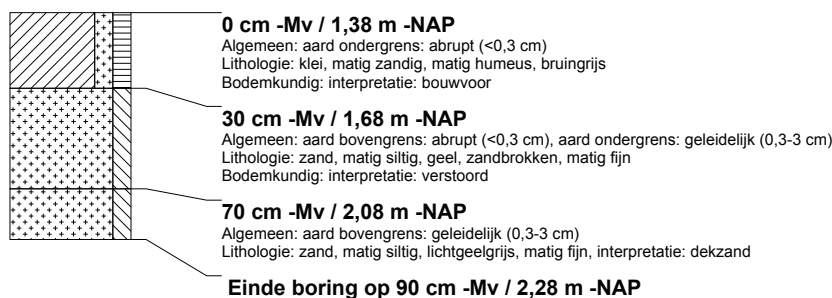 0 cm -Mv / 1,38 m -NAP
Algemeen: aard ondergrens: abrupt (<0,3 cm)
Lithologie: klei, matig zandig, matig humeus, bruingrijs
Bodemkundig: interpretatie: bouwvoor
30 cm -Mv / 1,68 m -NAP
Algemeen: aard bovengrens: abrupt (<0,3 cm), aard ondergrens: geleidelijk (0,3-3 cm)
Lithologie: zand, matig siltig, geel, zandbrokken, matig fijn
Bodemkundig: interpretatie: verstoord
70 cm -Mv / 2,08 m -NAP
Algemeen: aard bovengrens: geleidelijk (0,3-3 cm)
Lithologie: zand, matig siltig, lichtgeelgrijs, matig fijn, interpretatie: dekzand
Einde boring op 90 cm -Mv / 2,28 m -NAP